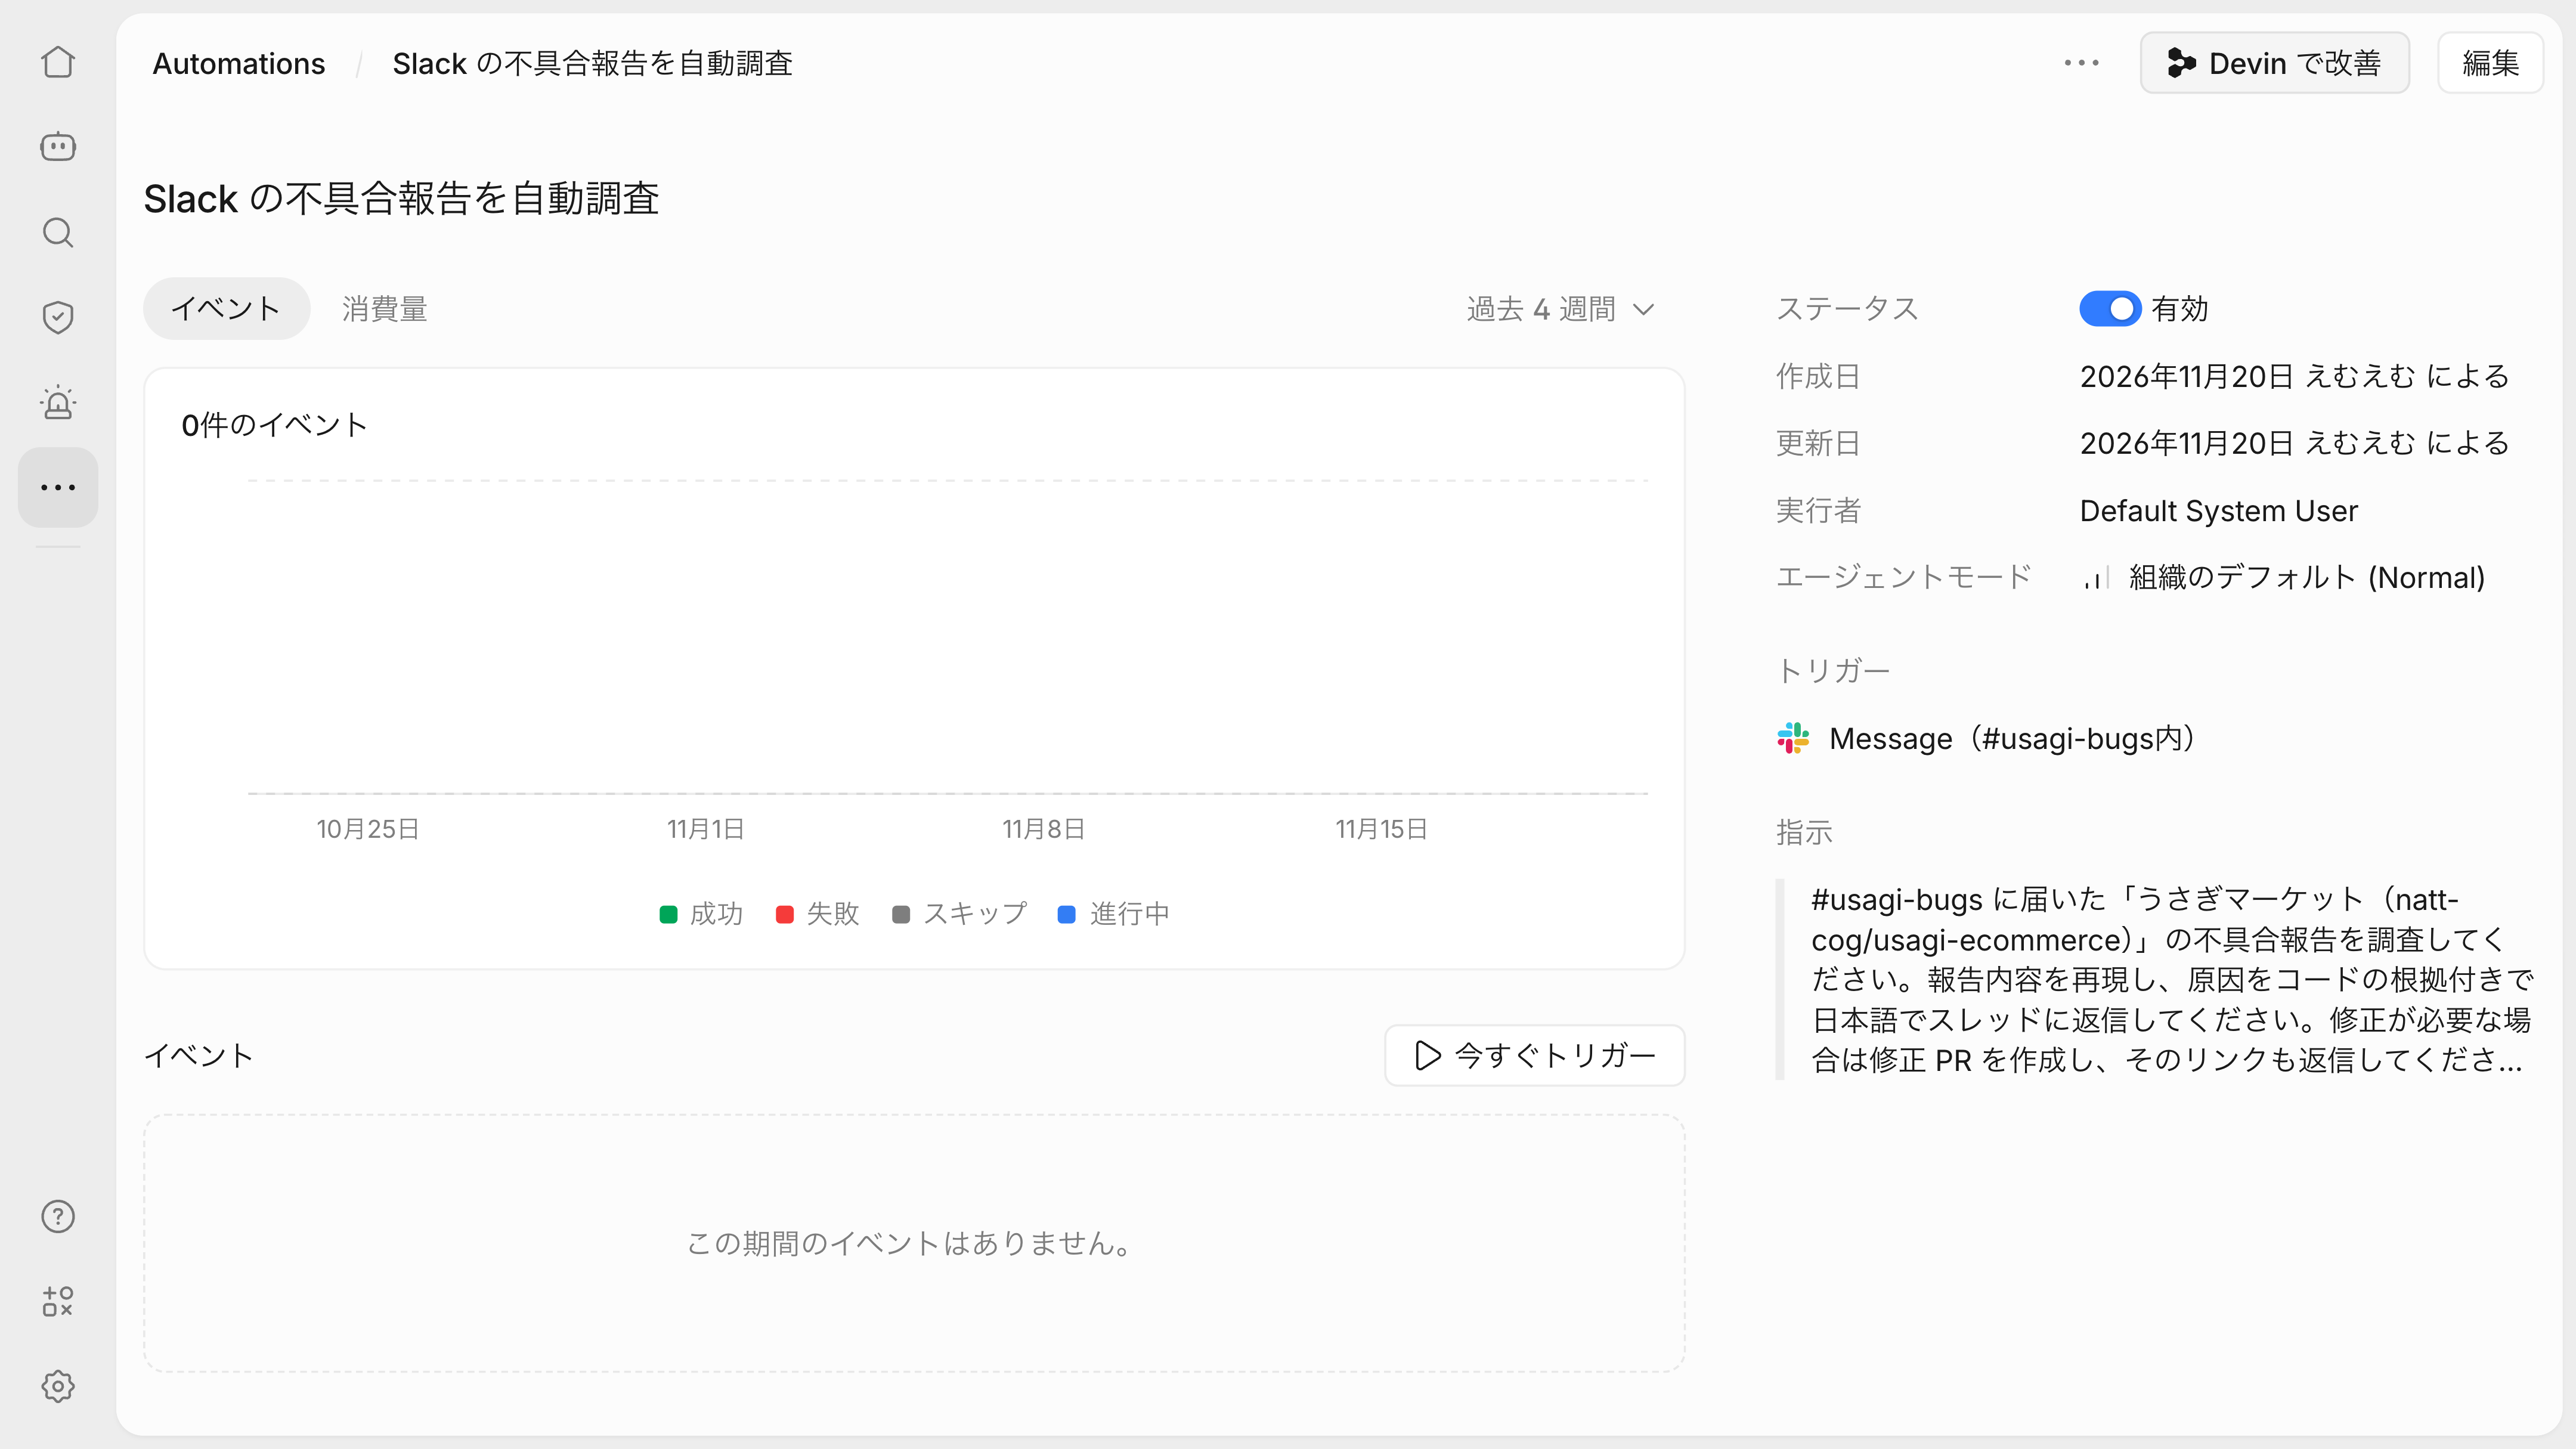 Automations / Slack の不具合報告を自動調査
Devin で改善
編集
Slack の不具合報告を自動調査
イベント 消費量
過去 4 週間
0件のイベント
10月25日 11月1日 11月8日 11月15日
成功 失敗 スキップ 進行中
イベント
今すぐトリガー
この期間のイベントはありません。
ステータス 有効
作成日 2026年11月20日 えむえむ による
更新日 2026年11月20日 えむえむ による
実行者 Default System User
エージェントモード 組織のデフォルト (Normal)
トリガー
Message（#usagi-bugs内）
指示
#usagi-bugs に届いた「うさぎマーケット（natt-
cog/usagi-ecommerce）」の不具合報告を調査してく
ださい。報告内容を再現し、原因をコードの根拠付きで
日本語でスレッドに返信してください。修正が必要な場
合は修正 PR を作成し、そのリンクも返信してくださ...